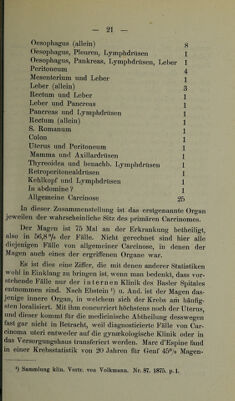 — 21 —
Oesophagus (allein) 8
Oesophagus, Pleuren, Lymphdrüsen 1
Oesophagus, Pankreas, Lymphdrüsen, Leber 1
Peritoneum 4
Mesenterium und Leber 1
Leber (allein) 3
Rectum und Leber 1
Leber und Pancreas 1
Pancreas und Lymphdrüsen 1
Rectum (allein) 1
S. Romanum 1
Colon 1
Uterus und Peritoneum 1
Mamma und Axillardrüsen 1
Thyreoidea und benachb. Lymphdrüsen 1
Retroperitonealdrüsen 1
Kehlkopf und Lymphdrüsen 1
In abdomine? 1
Allgemeine Carcinose 25
In dieser Zusammenstellung ist das erstgenannte Organ
jeweilen der wahrscheinliche Sitz des primären Carcinomes.
Der Magen ist 75 Mal an der Erkrankung betheiligt,
also in 56,8 % der Fälle. Nicht gerechnet sind hier alle
diejenigen Fälle von allgemeiner Carcinose, in denen der
Magen auch eines der ergriffenen Organe war.
Es ist dies eine Ziffer, die mit denen anderer Statistiken
wohl in Einklang zu bringen ist, wenn man bedenkt, dass vor-
stehende Fälle nur der internen Klinik des Basler Spitales
entnommen sind. Nach Ebstein ¹) u. And. ist der Magen das-
jenige innere Organ, in welchem sich der Krebs am häufig-
sten localisiert. Mit ihm concurriert höchstens noch der Uterus,
und dieser kommt für die medicinische Abtheilung desswegen
fast gar nicht in Betracht, weil diagnosticierte Fälle von Car-
cinoma uteri entweder auf die gynækologische Klinik oder in
das Versorgungshaus transferiert werden. Marc d'Espine fand
in einer Krebsstatistik von 20 Jahren für Genf 45 % Magen-
¹) Sammlung klin. Vortr. von Volkmann. Nr. 87. 1875. p. 1.